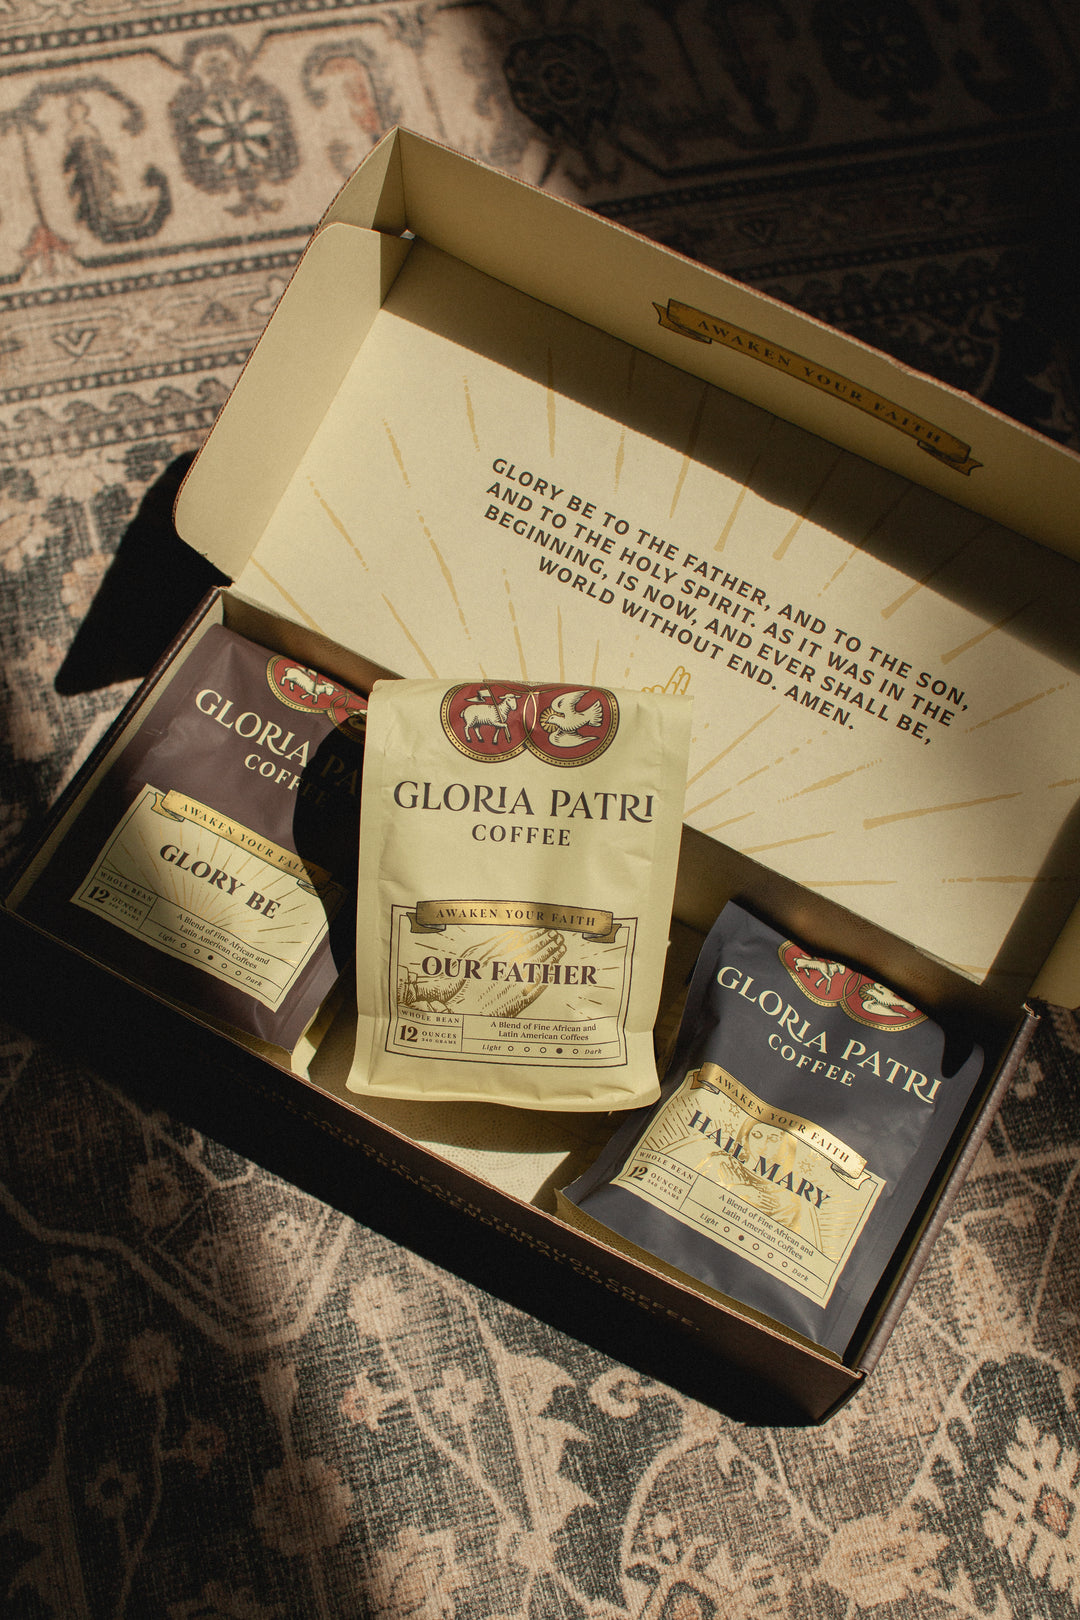 AWAKEN YOUR FAITH
GLORY BE TO THE FATHER, AND TO THE SON,
AND TO THE HOLY SPIRIT. AS IT WAS IN THE
BEGINNING, IS NOW, AND EVER SHALL BE,
WORLD WITHOUT END. AMEN.
GLORIA PA
COFFEE
AWAKEN YOUR FAITH
GLORY BE
WHOLE BEAN
12 OUNCES
340 GRAMS
A Blend of Fine African and
Latin American Coffees
Light Dark
GLORIA PATRI
COFFEE
AWAKEN YOUR FAITH
OUR FATHER
WHOLE BEAN
12 OUNCES
340 GRAMS
A Blend of Fine African and
Latin American Coffees
Light Dark
GLORIA PATRI
COFFEE
AWAKEN YOUR FAITH
HAIL MARY
WHOLE BEAN
12 OUNCES
340 GRAMS
A Blend of Fine African and
Latin American Coffees
Light Dark
THROUGH COFFEE.